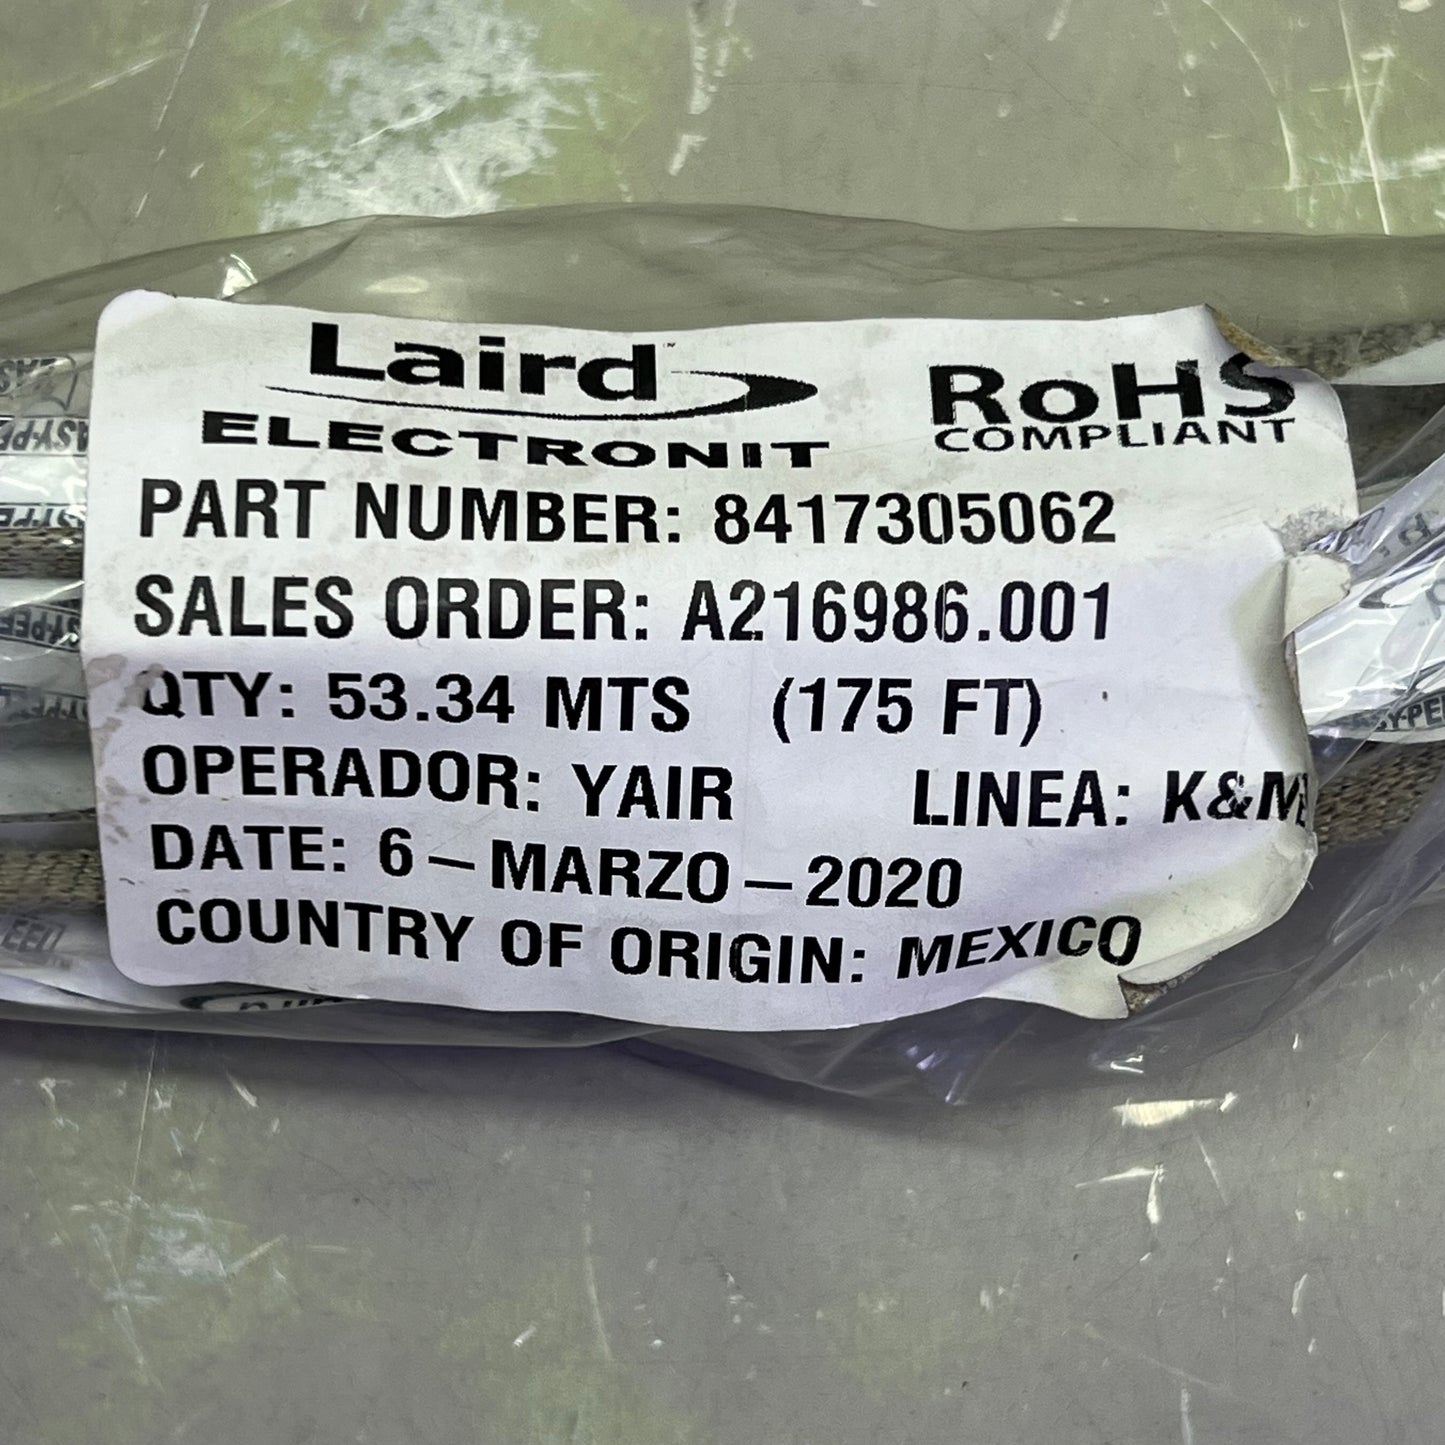 Laird™
ELECTRONIT
RoHS
COMPLIANT
PART NUMBER: 8417305062
SALES ORDER: A216986.001
QTY: 53.34 MTS (175 FT)
OPERADOR: YAIR LINEA: K&M
DATE: 6-MARZO-2020
COUNTRY OF ORIGIN: MEXICO